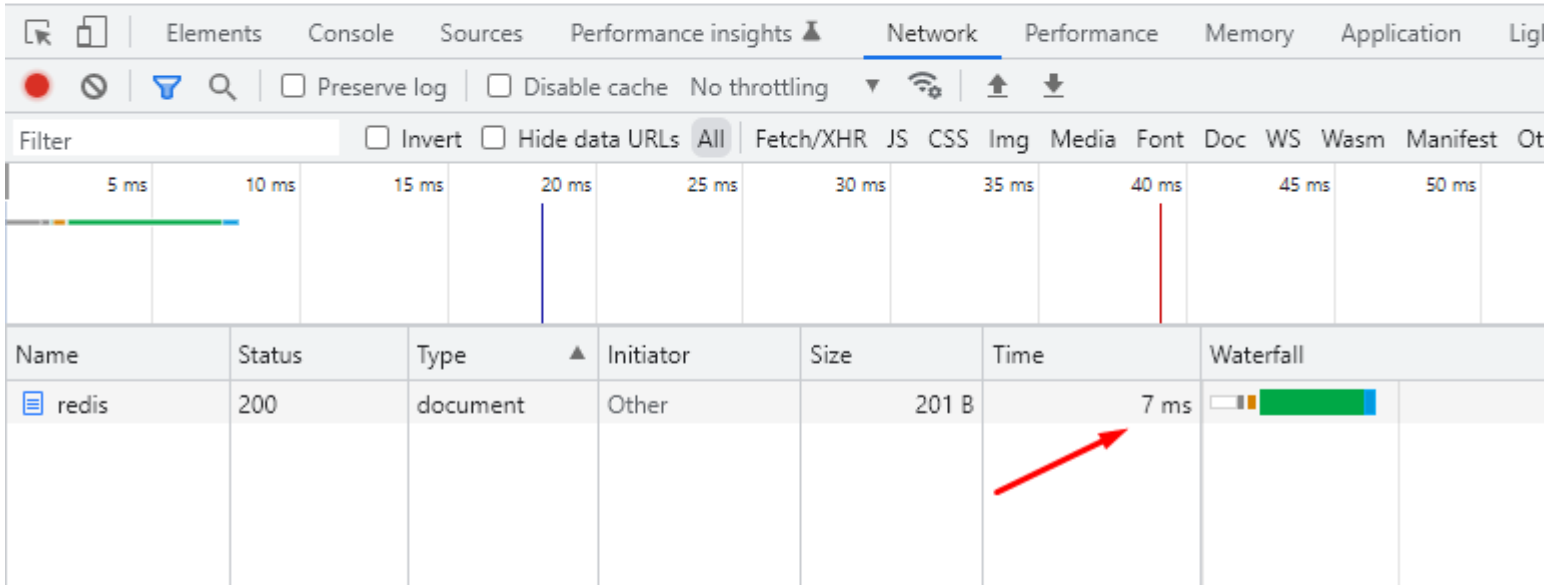 Elements Console Sources Performance insights Network Performance Memory Application Ligl
Preserve log Disable cache No throttling
Filter Invert Hide data URLs All Fetch/XHR JS CSS Img Media Font Doc WS Wasm Manifest Ot
5 ms 10 ms 15 ms 20 ms 25 ms 30 ms 35 ms 40 ms 45 ms 50 ms
Name Status Type Initiator Size Time Waterfall
redis 200 document Other 201 B 7 ms